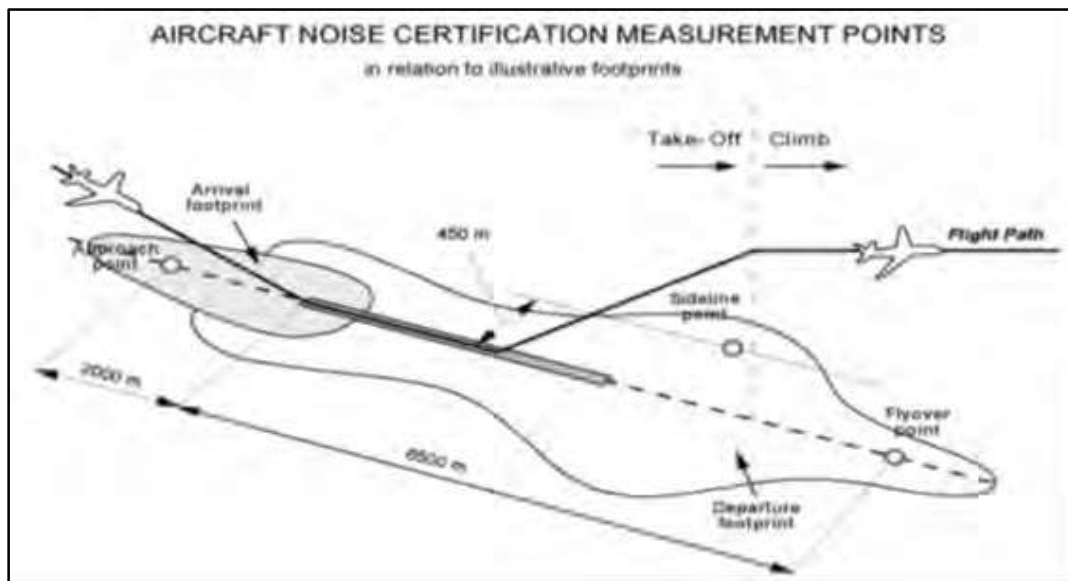 AIRCRAFT NOISE CERTIFICATION MEASUREMENT POINTS
in relation to illustrative footprints
Take- Off
Climb
Arrival
footprint
450 m
Flight Path
Approach
point
Sideline
point
2000 m
Flyover
point
6500 m
Departure
footprint